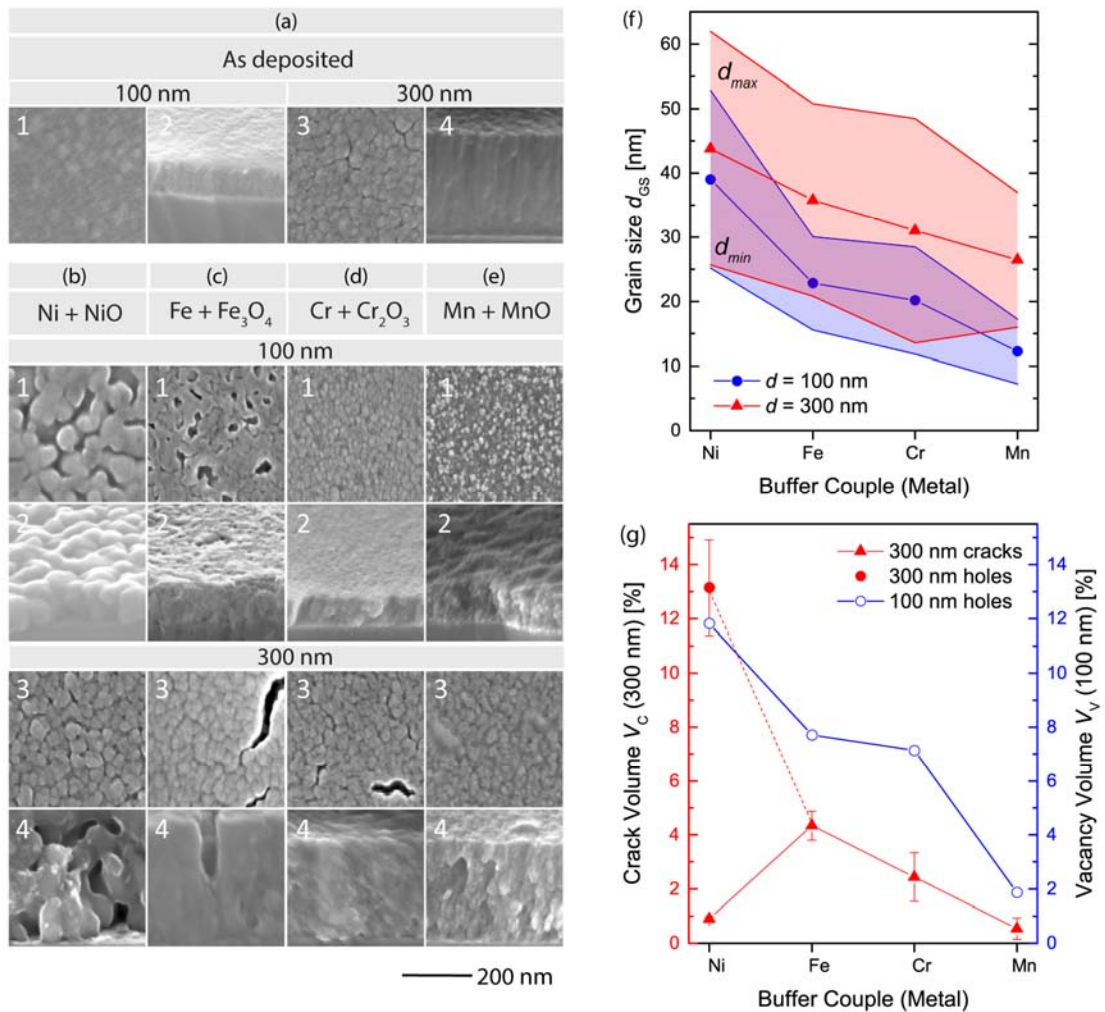 (a)
As deposited
100 nm 300 nm
1 2 3 4
(b) (c) (d) (e)
Ni + NiO Fe + Fe₃O₄ Cr + Cr₂O₃ Mn + MnO
100 nm
1 1 1 1
2 2 2 2
300 nm
3 3 3 3
4 4 4 4
200 nm
(f)
60
50
40
30
20
10
0
Grain size d_GS [nm]
d_max
d_min
d = 100 nm
d = 300 nm
Ni Fe Cr Mn
Buffer Couple (Metal)
(g)
300 nm cracks
300 nm holes
100 nm holes
14 14
12 12
10 10
8 8
6 6
4 4
2 2
0 0
Crack Volume V_C (300 nm) [%]
Vacancy Volume V_V (100 nm) [%]
Ni Fe Cr Mn
Buffer Couple (Metal)